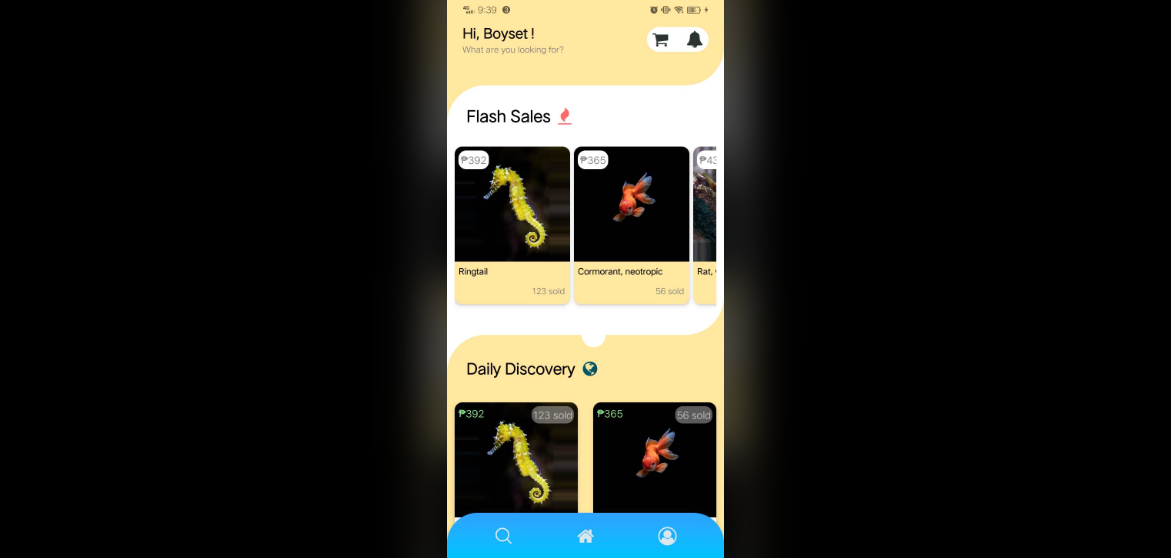 4G 9:39
Hi, Boyset !
What are you looking for?
Flash Sales
₱392
₱365
₱43
Ringtail
Cormorant, neotropic
Rat,
123 sold
56 sold
Daily Discovery
₱392
123 sold
₱365
56 sold